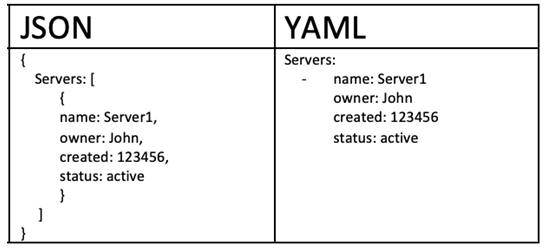 JSON
{
Servers: [
{
name: Server1,
owner: John,
created: 123456,
status: active
}
]
}
YAML
Servers:
- name: Server1
owner: John
created: 123456
status: active